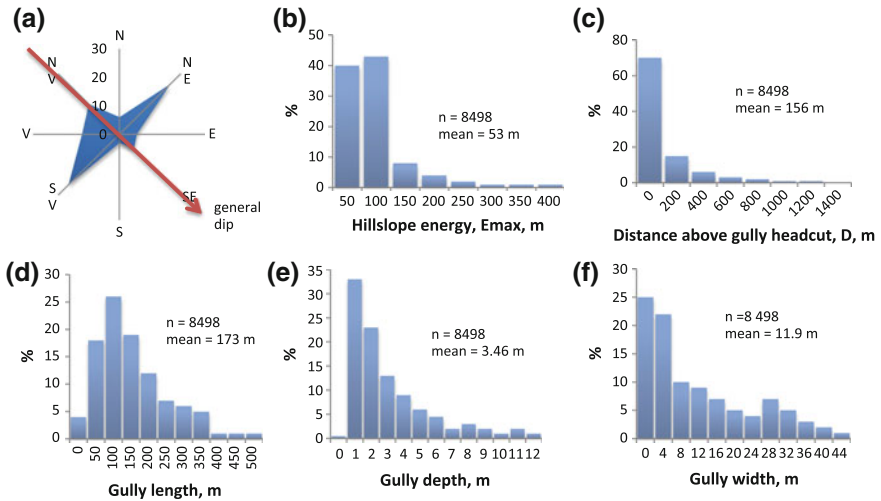 (a)
N
30
N
V
20
N
E
10
V
0
E
S
V
SE
S
general
dip
(b)
50
40
30
20
10
0
%
n = 8498
mean = 53 m
50 100 150 200 250 300 350 400
Hillslope energy, Emax, m
(c)
80
60
40
20
0
%
n = 8498
mean = 156 m
0 200 400 600 800 1000 1200 1400
Distance above gully headcut, D, m
(d)
30
25
20
15
10
5
0
%
n = 8498
mean = 173 m
0 50 100 150 200 250 300 350 400 450 500
Gully length, m
(e)
35
30
25
20
15
10
5
0
%
n = 8498
mean = 3.46 m
0 1 2 3 4 5 6 7 8 9 10 11 12
Gully depth, m
(f)
30
25
20
15
10
5
0
%
n =8 498
mean = 11.9 m
0 4 8 12 16 20 24 28 32 36 40 44
Gully width, m